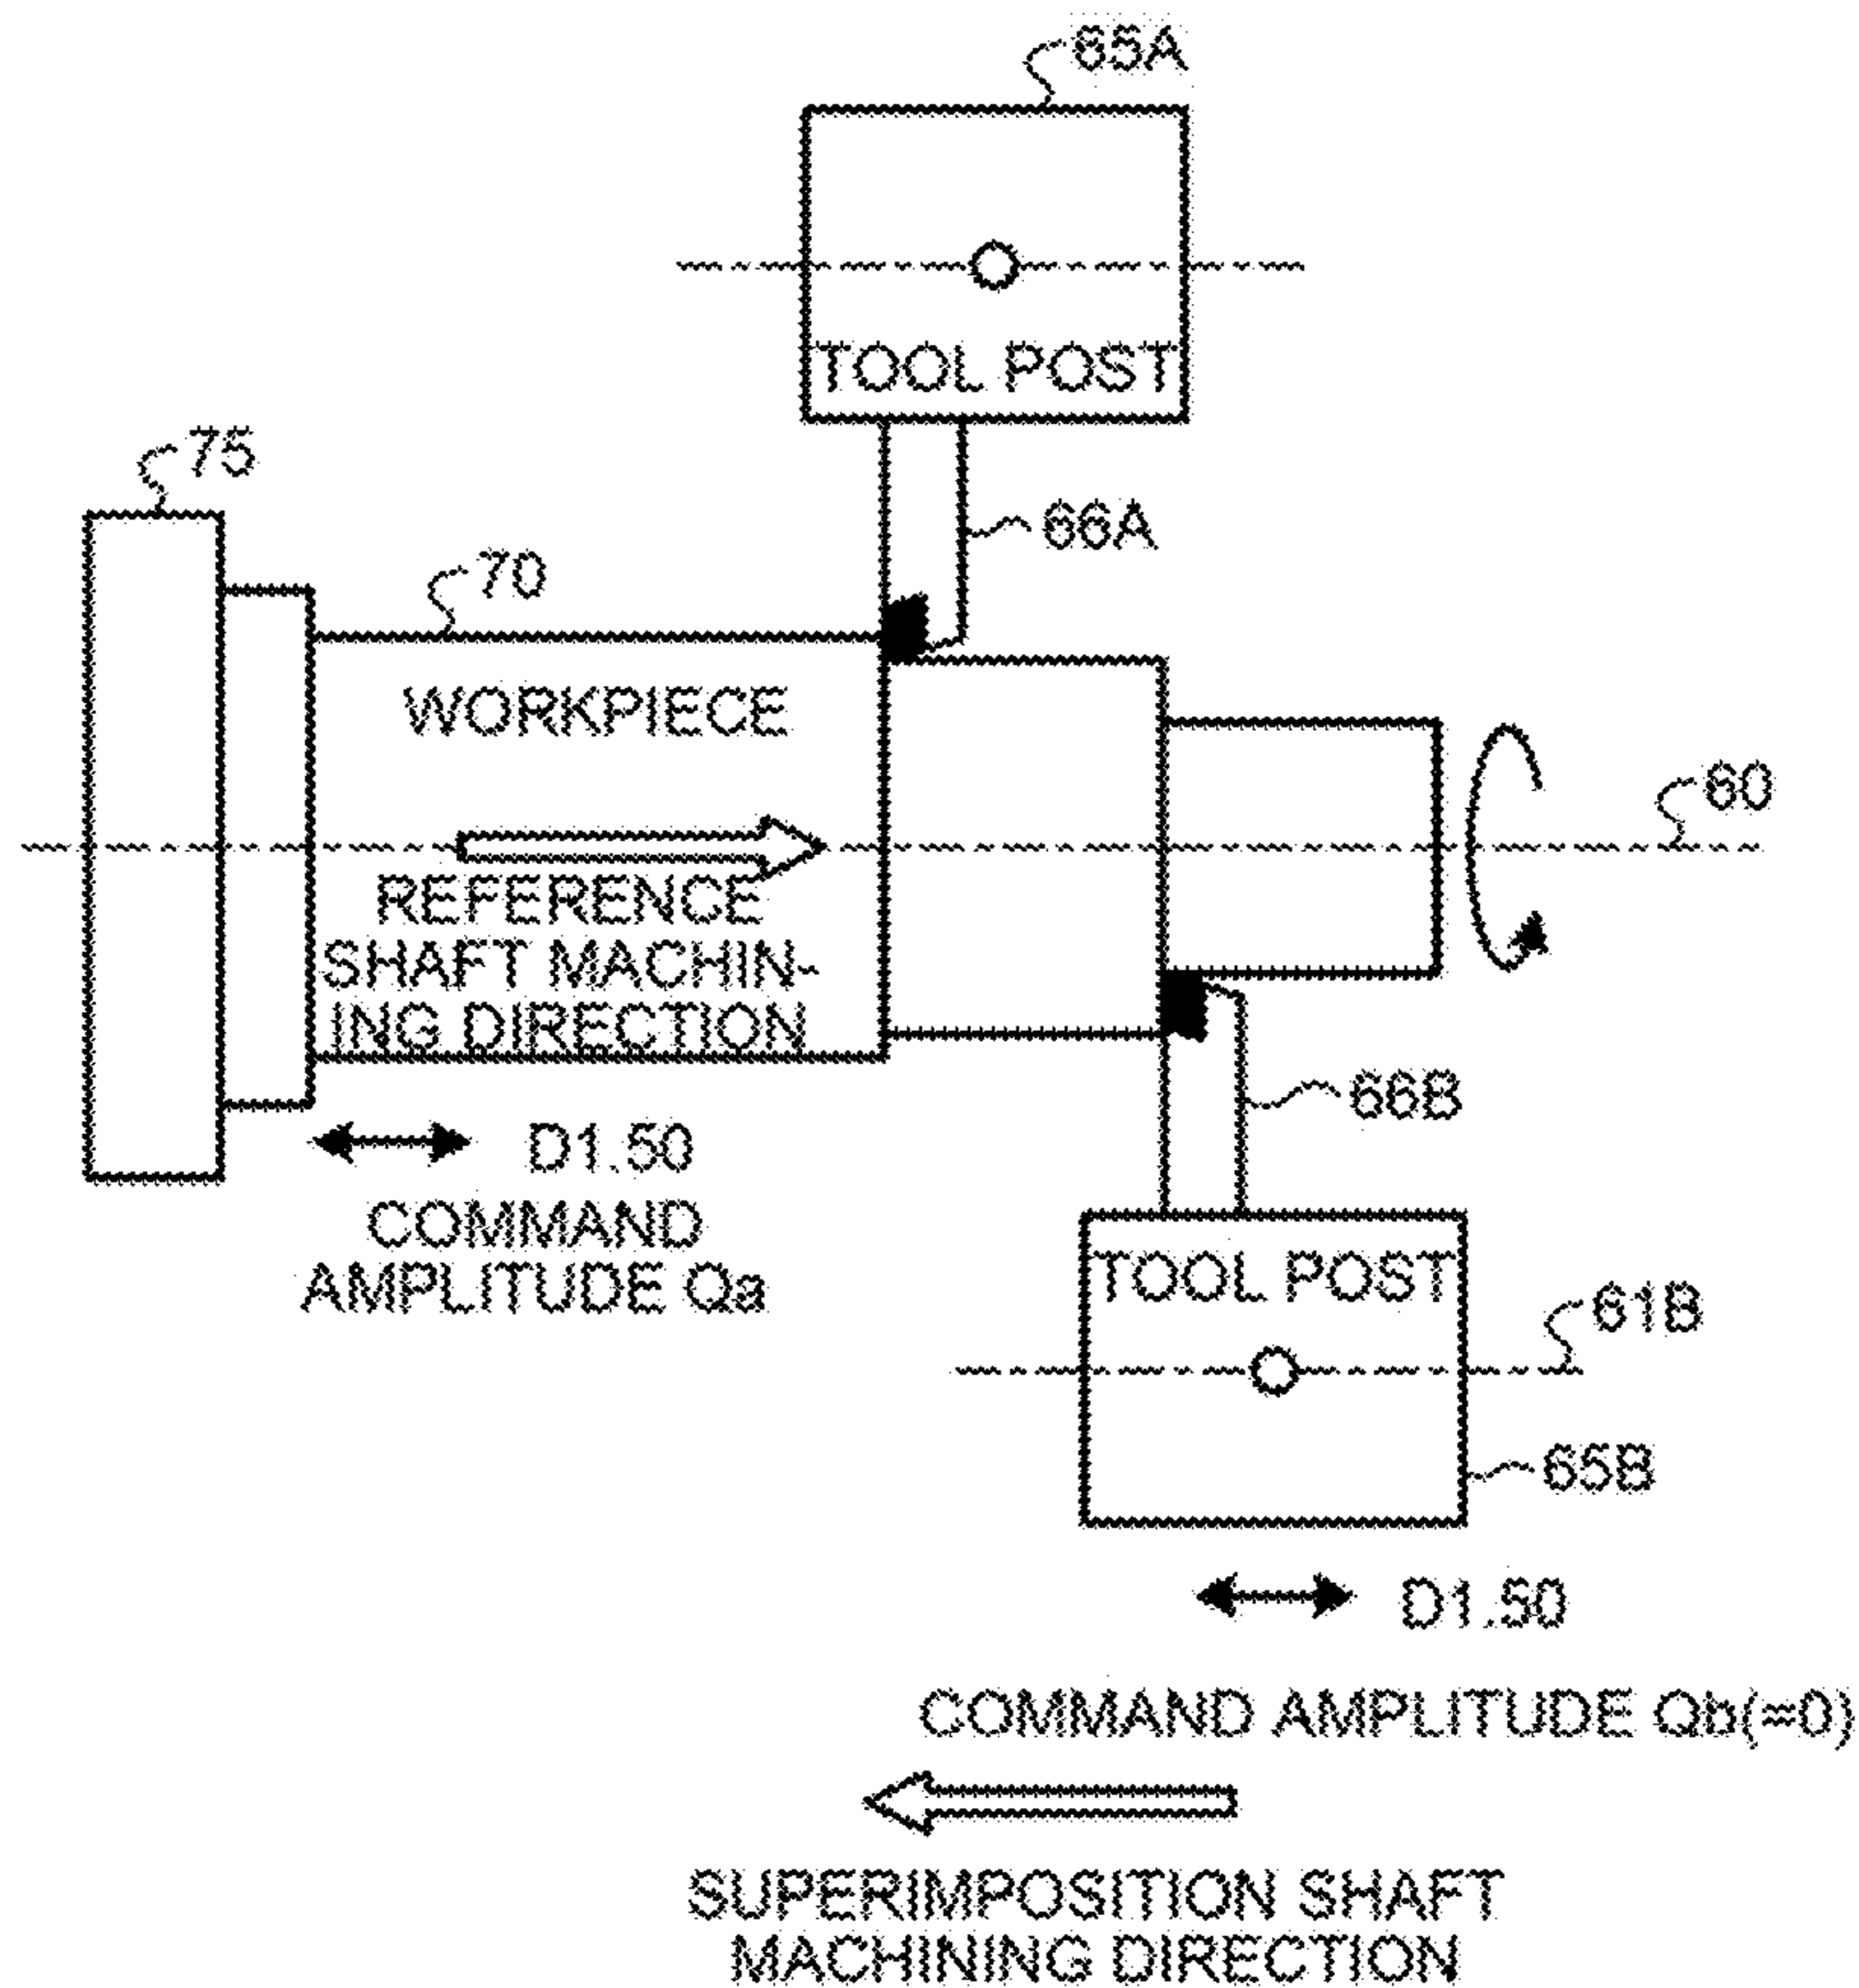 65A
TOOL POST
75
66A
70
WORKPIECE
60
REFERENCE
SHAFT MACHIN-
ING DIRECTION
66B
D1.50
COMMAND
AMPLITUDE Qa
TOOL POST
61B
65B
D1.50
COMMAND AMPLITUDE Qb(=0)
SUPERIMPOSITION SHAFT
MACHINING DIRECTION